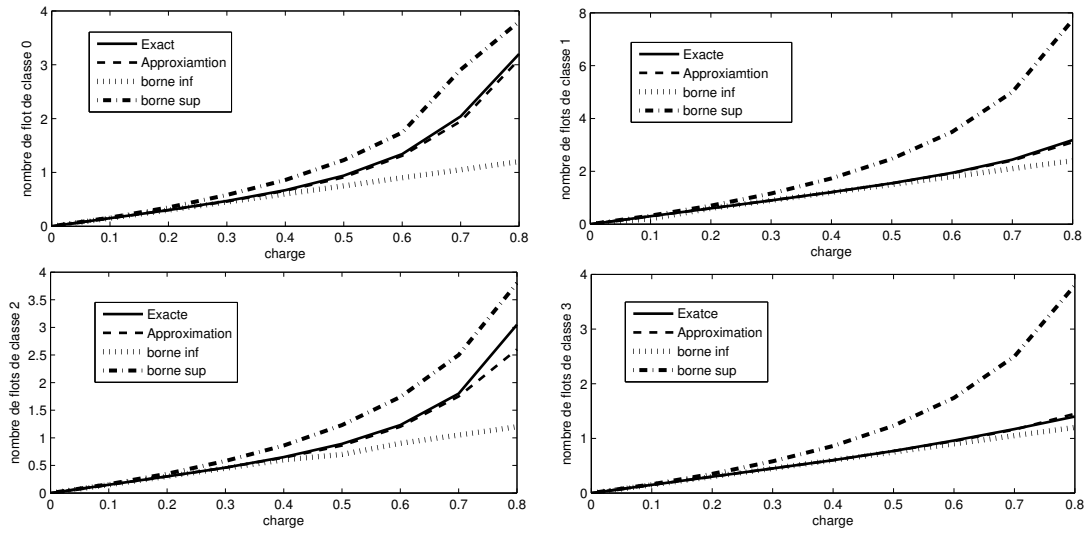 nombre de flot de classe 0
4
3
2
1
0
Exact
Approxiamtion
borne inf
borne sup
0 0.1 0.2 0.3 0.4 0.5 0.6 0.7 0.8
charge
nombre de flots de classe 1
8
6
4
2
0
Exacte
Approxiamtion
borne inf
borne sup
0 0.1 0.2 0.3 0.4 0.5 0.6 0.7 0.8
charge
nombre de flots de classe 2
4
3.5
3
2.5
2
1.5
1
0.5
0
Exacte
Approximation
borne inf
borne sup
0 0.1 0.2 0.3 0.4 0.5 0.6 0.7 0.8
charge
nombre de flots de classe 3
4
3
2
1
0
Exatce
Approximation
borne inf
borne sup
0 0.1 0.2 0.3 0.4 0.5 0.6 0.7 0.8
charge